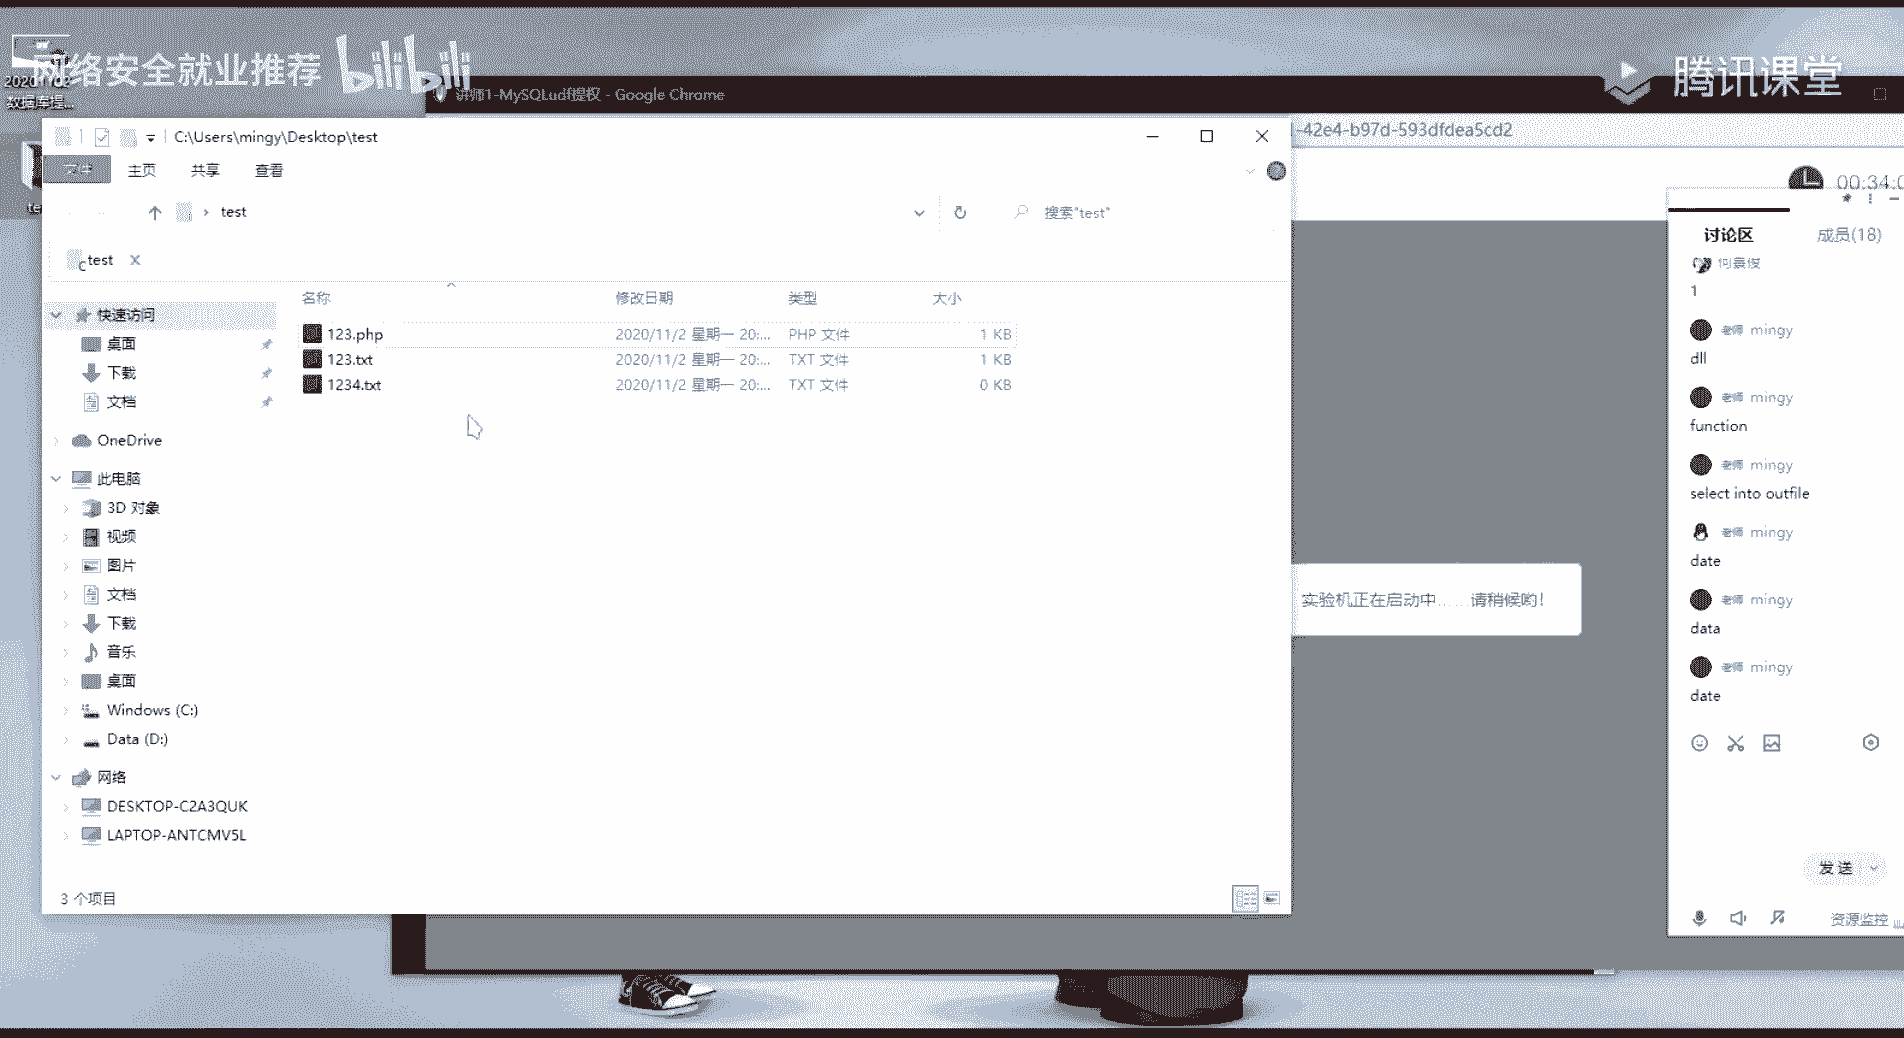 网络安全就业推荐
bilibili
腾讯课堂
数据库提...
讲师1-MySQLudf提权 - Google Chrome
C:\Users\mingy\Desktop\test
-42e4-b97d-593dfdea5cd2
文件
主页
共享
查看
00:34:0
test
搜索"test"
test
讨论区
成员(18)
名称
修改日期
类型
大小
1
快速访问
123.php
2020/11/2 星期一 20:...
PHP 文件
1 KB
老师 mingy
桌面
123.txt
2020/11/2 星期一 20:...
TXT 文件
1 KB
dll
下载
1234.txt
2020/11/2 星期一 20:...
TXT 文件
0 KB
老师 mingy
文档
function
OneDrive
老师 mingy
此电脑
select into outfile
3D 对象
老师 mingy
视频
date
图片
老师 mingy
文档
实验机正在启动中......请稍候哟!
data
下载
老师 mingy
音乐
date
桌面
Windows (C:)
Data (D:)
网络
DESKTOP-C2A3QUK
LAPTOP-ANTCMV5L
发送
3 个项目
资源监控